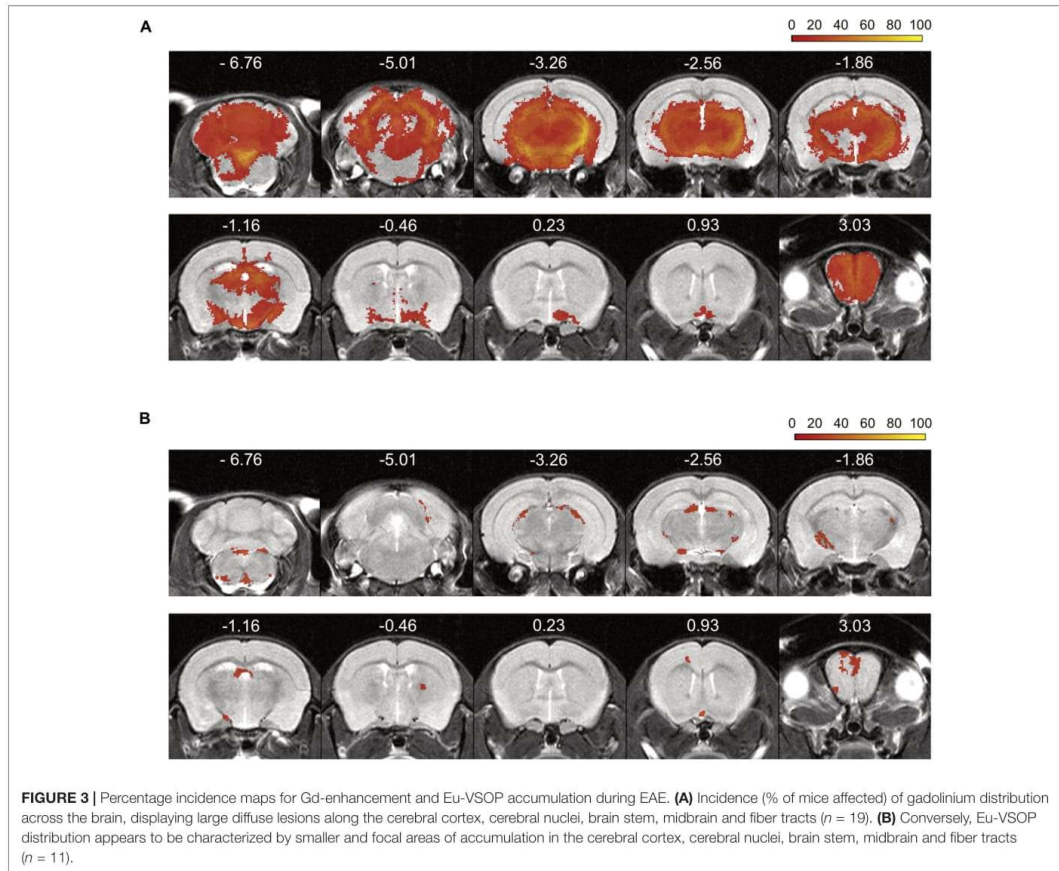 A
0 20 40 60 80 100
- 6.76 -5.01 -3.26 -2.56 -1.86
-1.16 -0.46 0.23 0.93 3.03
B
0 20 40 60 80 100
- 6.76 -5.01 -3.26 -2.56 -1.86
-1.16 -0.46 0.23 0.93 3.03
FIGURE 3 | Percentage incidence maps for Gd-enhancement and Eu-VSOP accumulation during EAE. (A) Incidence (% of mice affected) of gadolinium distribution
across the brain, displaying large diffuse lesions along the cerebral cortex, cerebral nuclei, brain stem, midbrain and fiber tracts (n = 19). (B) Conversely, Eu-VSOP
distribution appears to be characterized by smaller and focal areas of accumulation in the cerebral cortex, cerebral nuclei, brain stem, midbrain and fiber tracts
(n = 11).